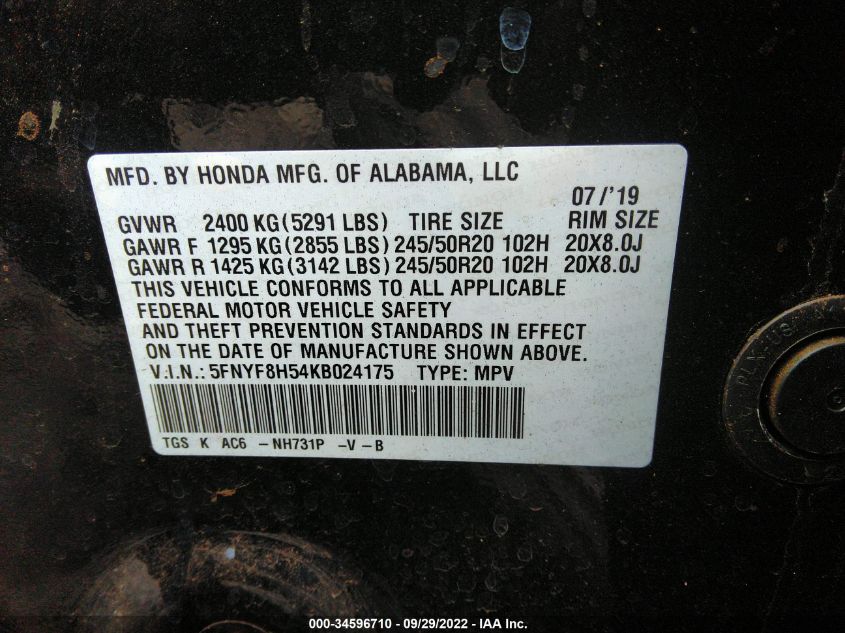 MFD. BY HONDA MFG. OF ALABAMA, LLC
07 /'19
GVWR 2400 KG (5291 LBS) TIRE SIZE RIM SIZE
GAWR F 1295 KG (2855 LBS) 245/50R20 102H 20X8.0J
GAWR R 1425 KG (3142 LBS) 245/50R20 102H 20X8.0J
THIS VEHICLE CONFORMS TO ALL APPLICABLE
FEDERAL MOTOR VEHICLE SAFETY
AND THEFT PREVENTION STANDARDS IN EFFECT
ON THE DATE OF MANUFACTURE SHOWN ABOVE.
V.I.N.: 5FNYF8H54KB024175 TYPE: MPV
TGS K AC6 - NH731P -V - B
000-34596710 - 09/29/2022 - IAA Inc.